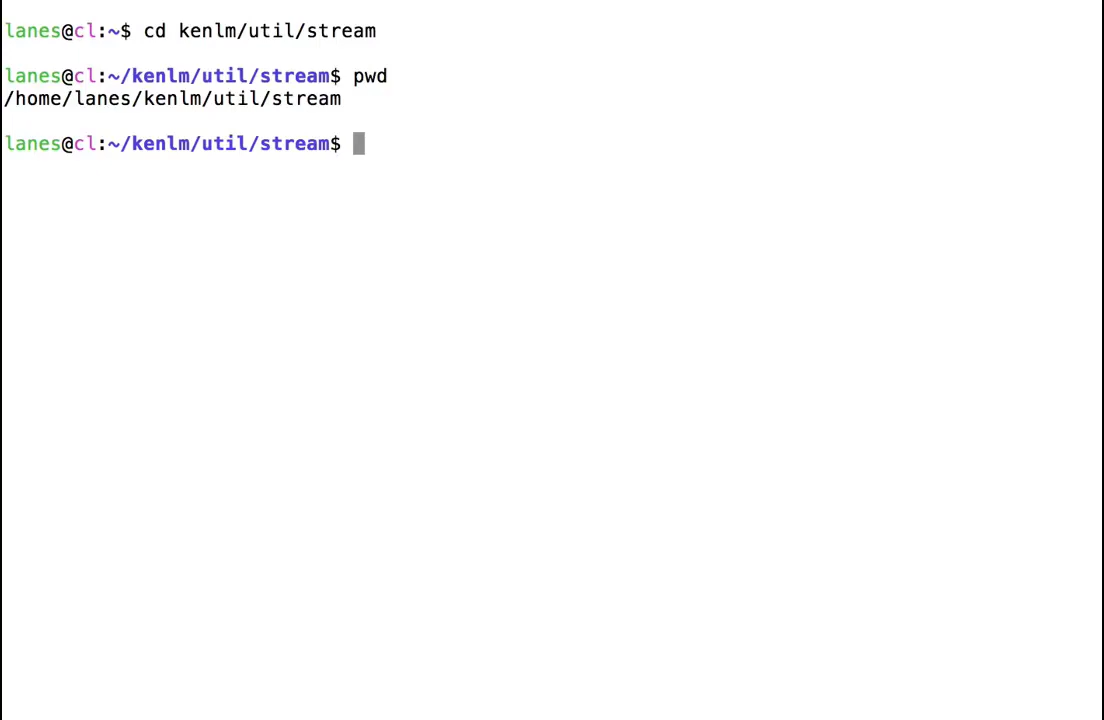 lanes@cl:~$ cd kenlm/util/stream
lanes@cl:~/kenlm/util/stream$ pwd
/home/lanes/kenlm/util/stream
lanes@cl:~/kenlm/util/stream$